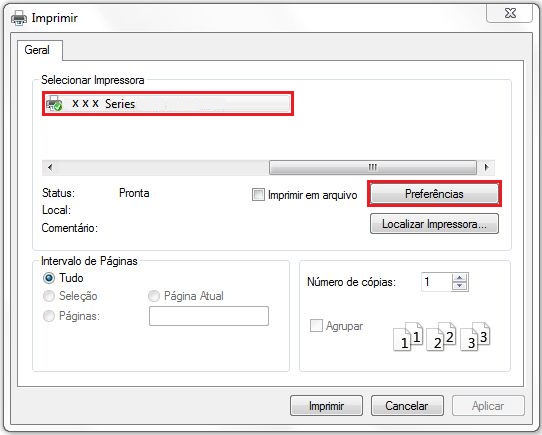 Imprimir
Geral
Selecionar Impressora
X X X Series
Status: Pronta
Imprimir em arquivo
Preferências
Local:
Comentário:
Localizar Impressora...
Intervalo de Páginas
Tudo
Seleção
Página Atual
Páginas:
Número de cópias: 1
Agrupar
1 1 2 2 3 3
Imprimir
Cancelar
Aplicar